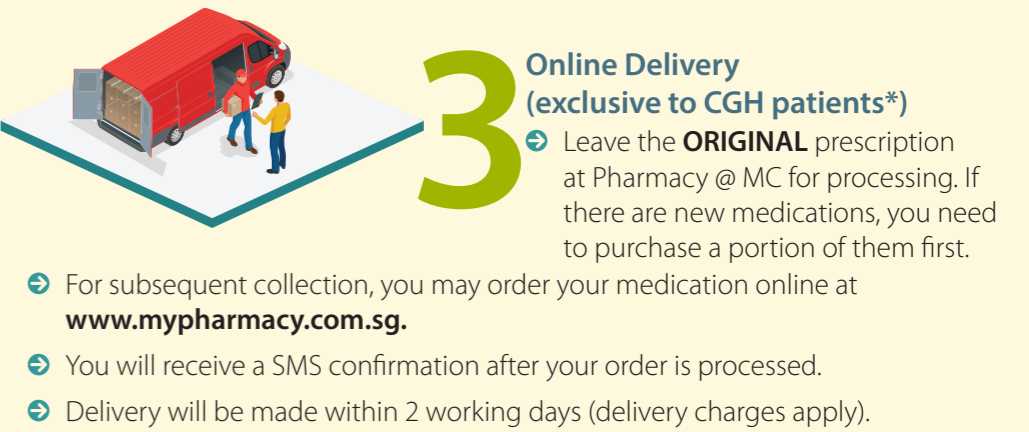 3
Online Delivery
(exclusive to CGH patients*)
Leave the ORIGINAL prescription
at Pharmacy @ MC for processing. If
there are new medications, you need
to purchase a portion of them first.
For subsequent collection, you may order your medication online at
www.mypharmacy.com.sg.
You will receive a SMS confirmation after your order is processed.
Delivery will be made within 2 working days (delivery charges apply).